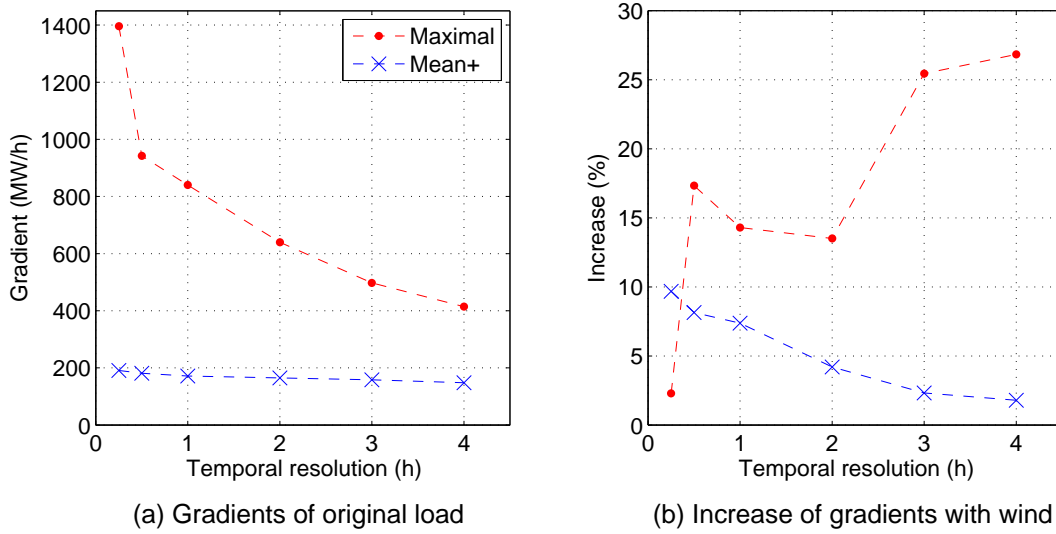 1400
1200
1000
800
600
400
200
0
Gradient (MW/h)
Maximal
Mean+
0 1 2 3 4
Temporal resolution (h)
(a) Gradients of original load
30
25
20
15
10
5
0
Increase (%)
0 1 2 3 4
Temporal resolution (h)
(b) Increase of gradients with wind